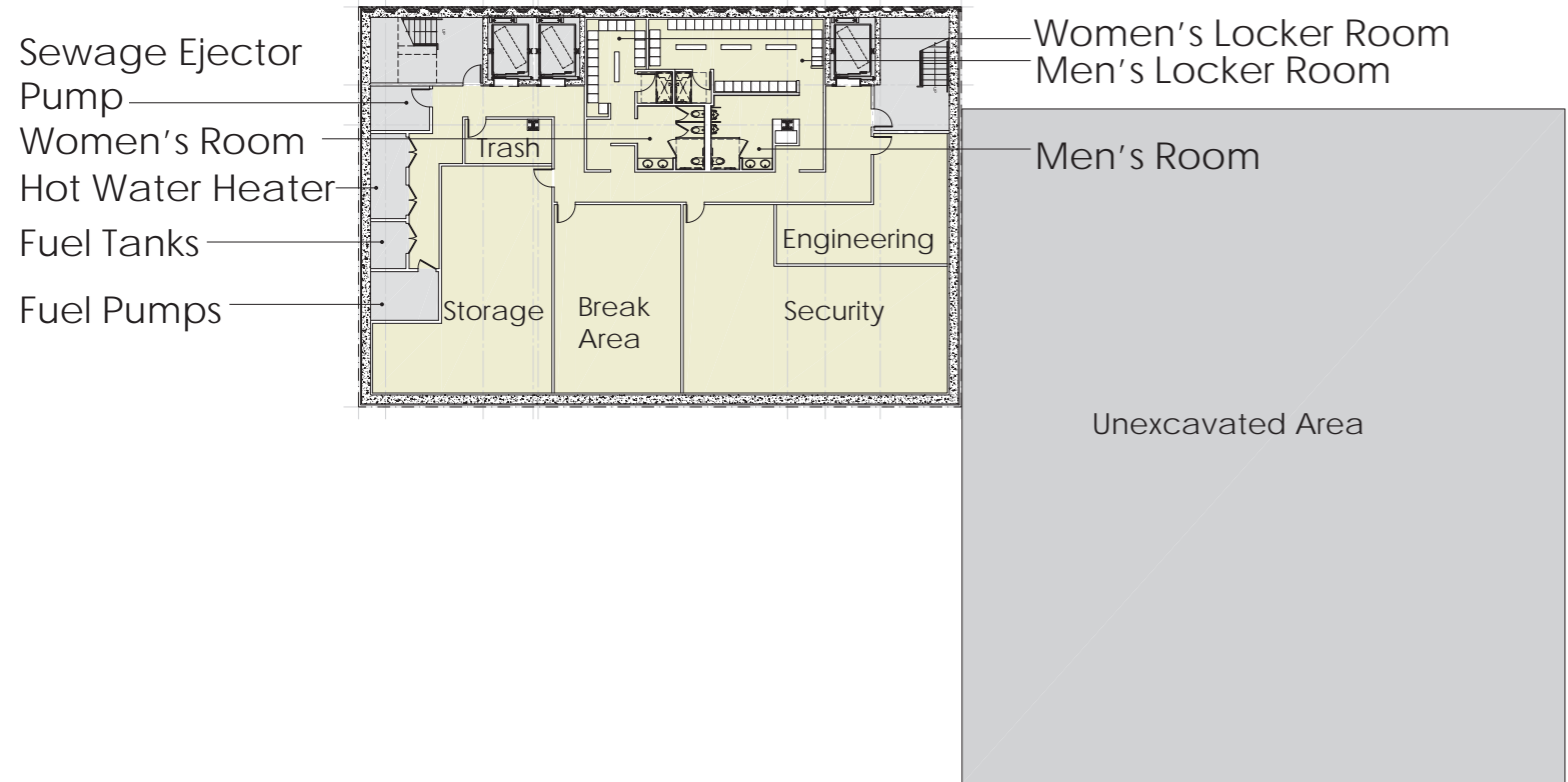 Sewage Ejector
Pump
Women's Room
Hot Water Heater
Fuel Tanks
Fuel Pumps
Trash
Storage
Break
Area
Engineering
Security
Women's Locker Room
Men's Locker Room
Men's Room
Unexcavated Area